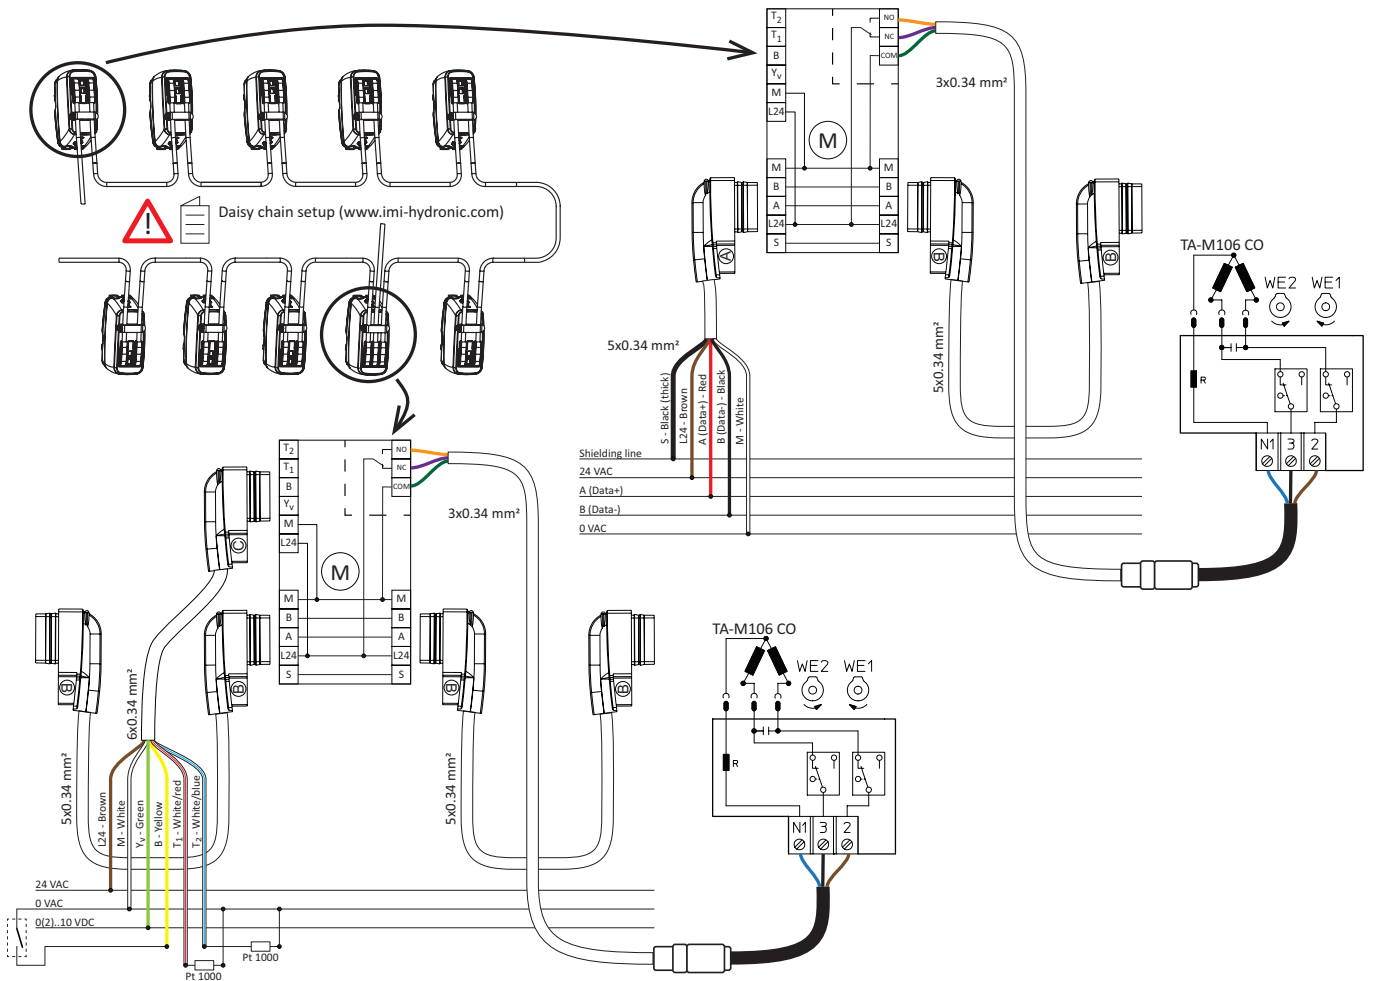 T2
T1
B
Yv
M
L24
NO
NC
COM
3x0.34 mm²
M
M
B
A
L24
S
M
B
A
L24
S
Daisy chain setup (www.imi-hydronic.com)
A
B
B
5x0.34 mm²
5x0.34 mm²
S - Black (thick)
L24 - Brown
A (Data+) - Red
B (Data-) - Black
M - White
Shielding line
24 VAC
A (Data+)
B (Data-)
0 VAC
TA-M106 CO
WE2
WE1
R
N1
3
2
T2
T1
B
Yv
M
L24
NO
NC
COM
3x0.34 mm²
M
M
B
A
L24
S
M
B
A
L24
S
C
B
B
B
B
6x0.34 mm²
5x0.34 mm²
5x0.34 mm²
L24 - Brown
M - White
Yv - Green
B - Yellow
T1 - White/red
T2 - White/blue
24 VAC
0 VAC
0(2)..10 VDC
Pt 1000
Pt 1000
TA-M106 CO
WE2
WE1
R
N1
3
2